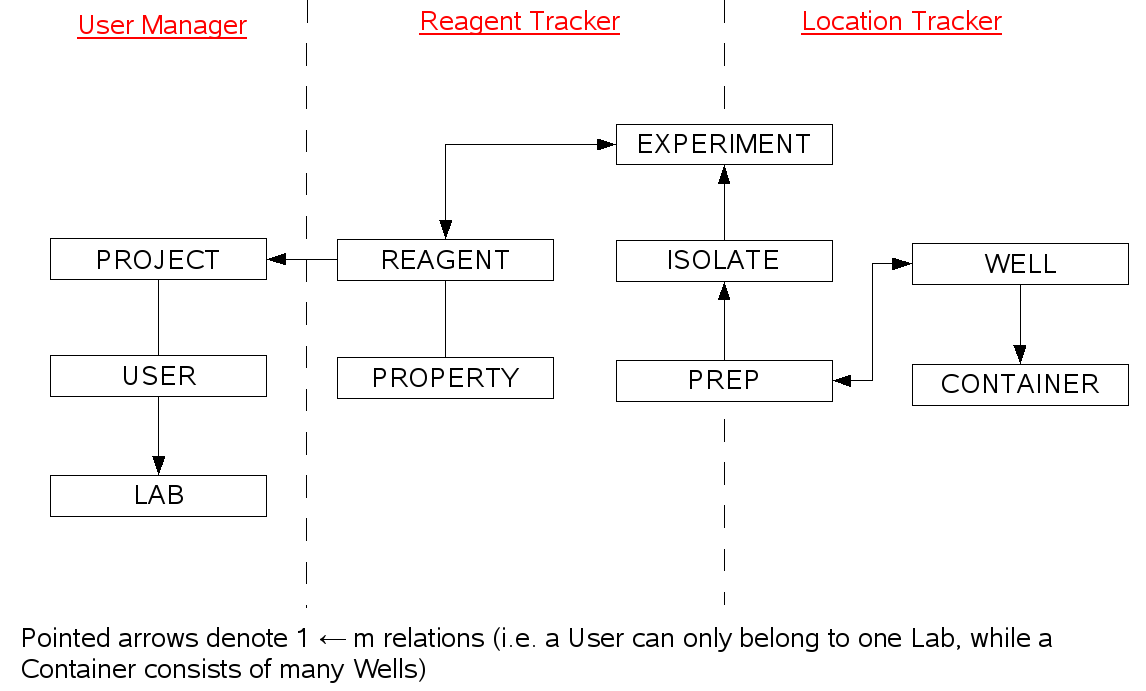 User Manager
Reagent Tracker
Location Tracker
EXPERIMENT
PROJECT
REAGENT
ISOLATE
WELL
USER
PROPERTY
PREP
CONTAINER
LAB
Pointed arrows denote 1 ← m relations (i.e. a User can only belong to one Lab, while a
Container consists of many Wells)